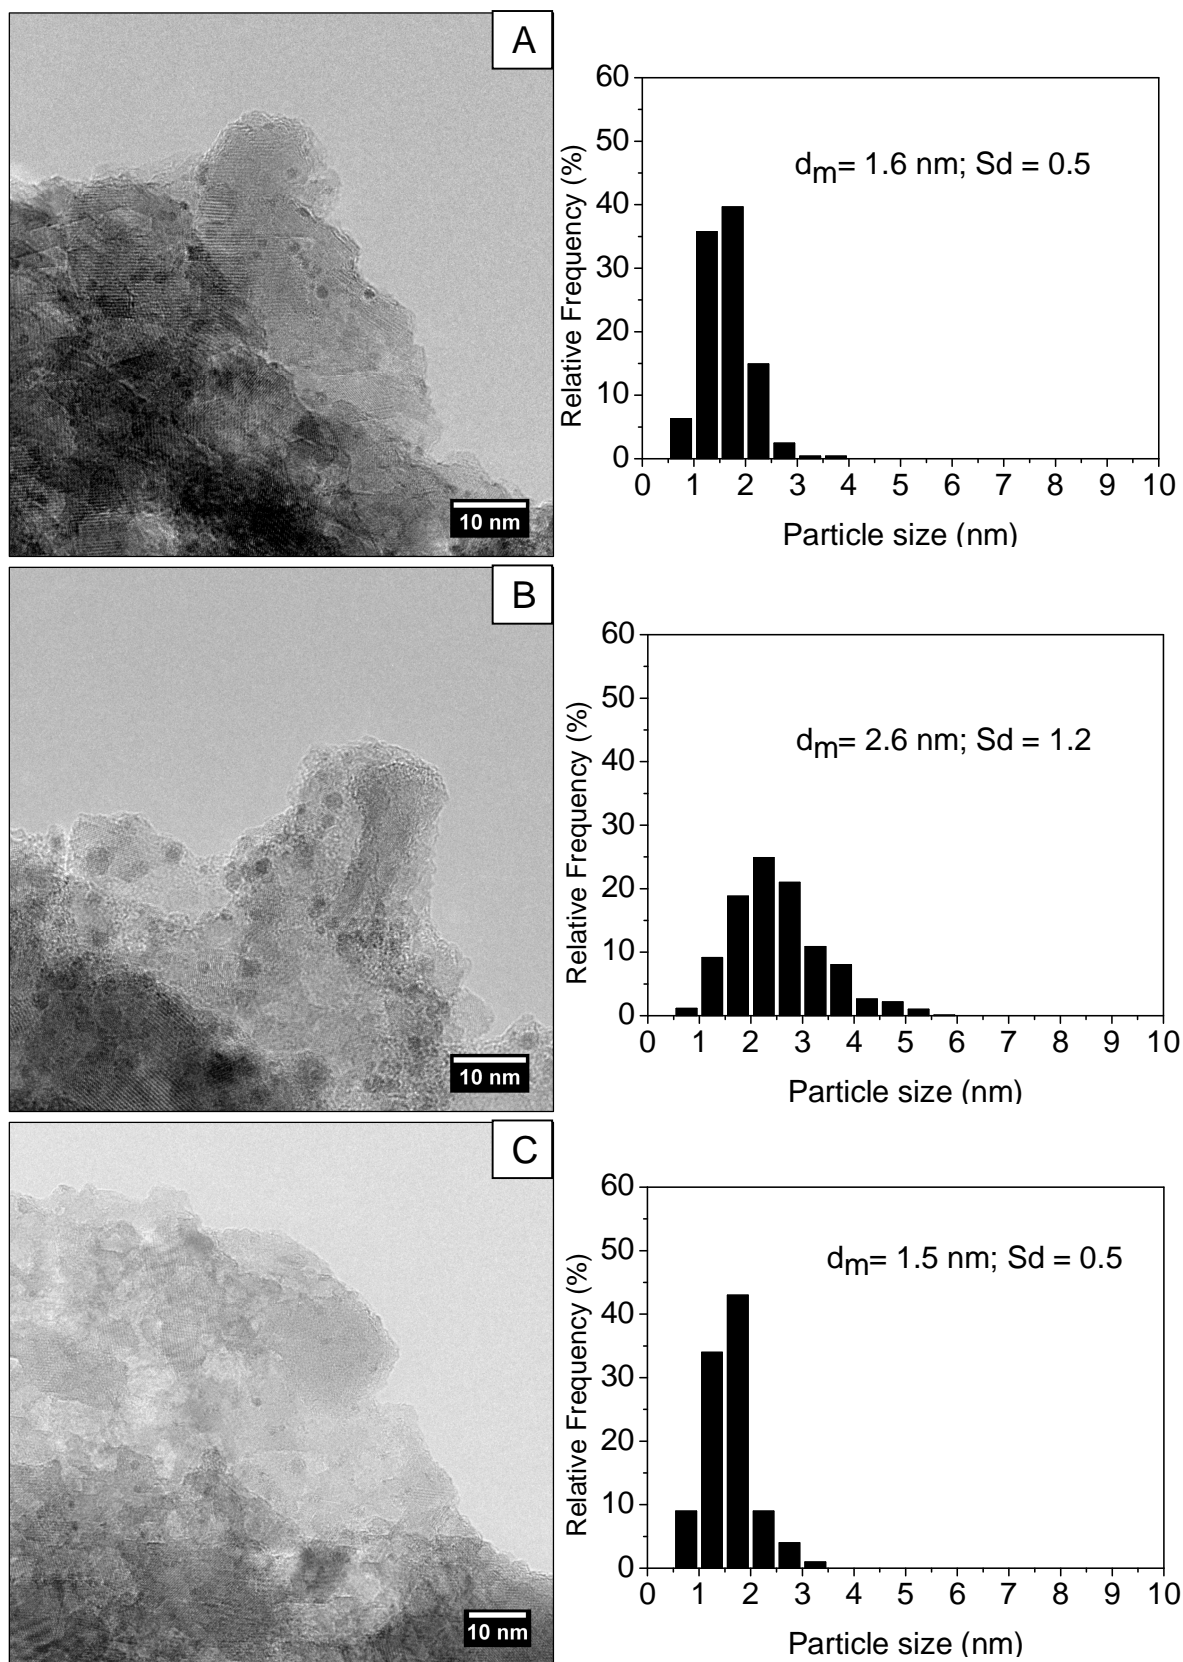 A
10 nm
60
50
40
30
20
10
0
Relative Frequency (%)
dm= 1.6 nm; Sd = 0.5
0 1 2 3 4 5 6 7 8 9 10
Particle size (nm)
B
10 nm
60
50
40
30
20
10
0
Relative Frequency (%)
dm= 2.6 nm; Sd = 1.2
0 1 2 3 4 5 6 7 8 9 10
Particle size (nm)
C
10 nm
60
50
40
30
20
10
0
Relative Frequency (%)
dm= 1.5 nm; Sd = 0.5
0 1 2 3 4 5 6 7 8 9 10
Particle size (nm)